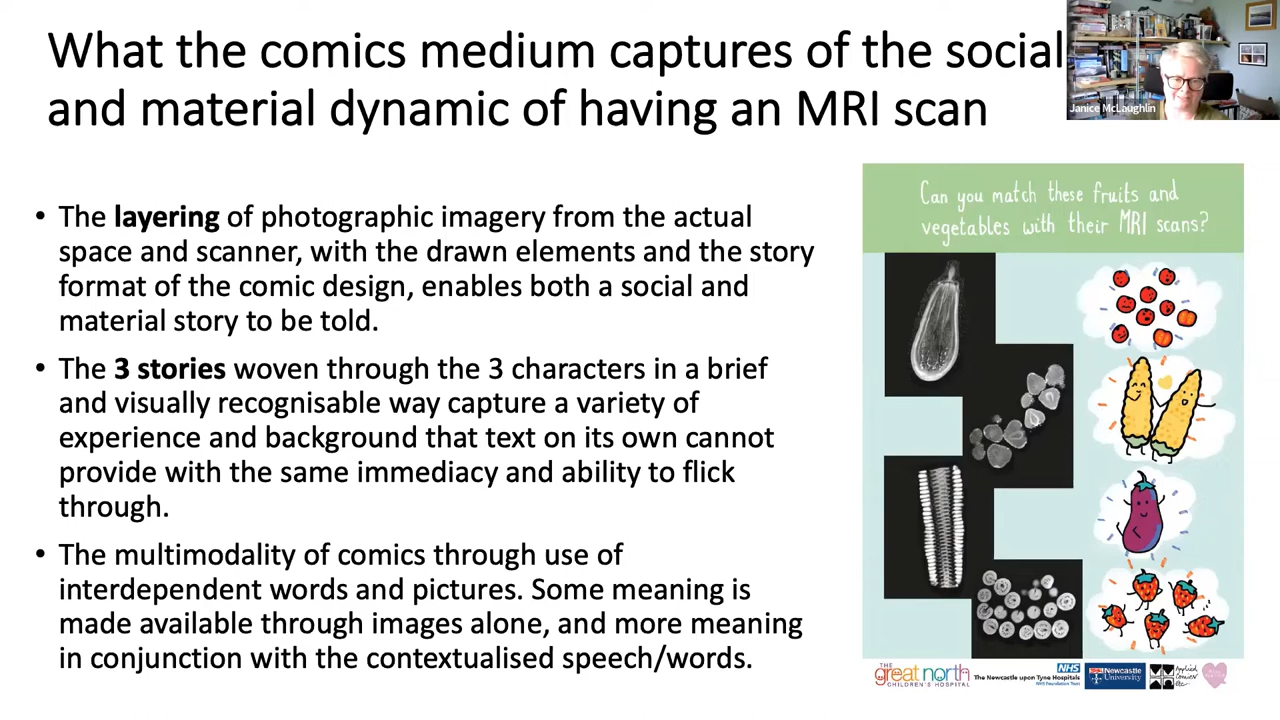 What the comics medium captures of the social
and material dynamic of having an MRI scan
Janice McLaughlin
• The layering of photographic imagery from the actual
space and scanner, with the drawn elements and the story
format of the comic design, enables both a social and
material story to be told.
• The 3 stories woven through the 3 characters in a brief
and visually recognisable way capture a variety of
experience and background that text on its own cannot
provide with the same immediacy and ability to flick
through.
• The multimodality of comics through use of
interdependent words and pictures. Some meaning is
made available through images alone, and more meaning
in conjunction with the contextualised speech/words.
Can you match these fruits and
vegetables with their MRI scans?
THE
great north
CHILDREN'S HOSPITAL
NHS
The Newcastle upon Tyne Hospitals
NHS Foundation Trust
Newcastle
University
Applied
Comics
Etc